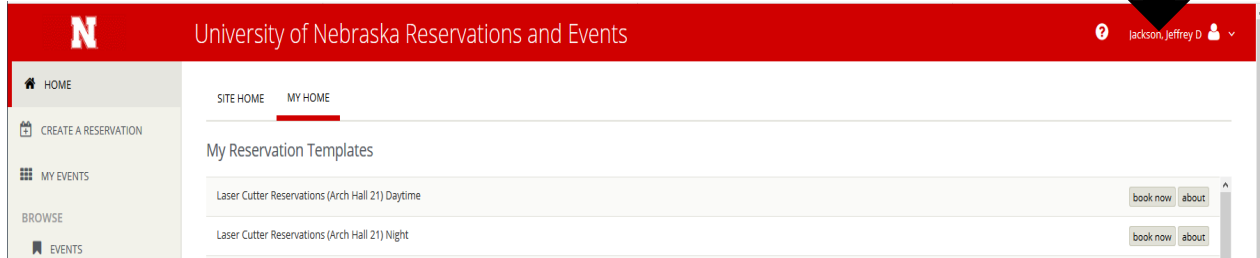 N
University of Nebraska Reservations and Events
? Jackson, Jeffrey D
HOME
CREATE A RESERVATION
MY EVENTS
BROWSE
EVENTS
SITE HOME MY HOME
My Reservation Templates
Laser Cutter Reservations (Arch Hall 21) Daytime book now about
Laser Cutter Reservations (Arch Hall 21) Night book now about